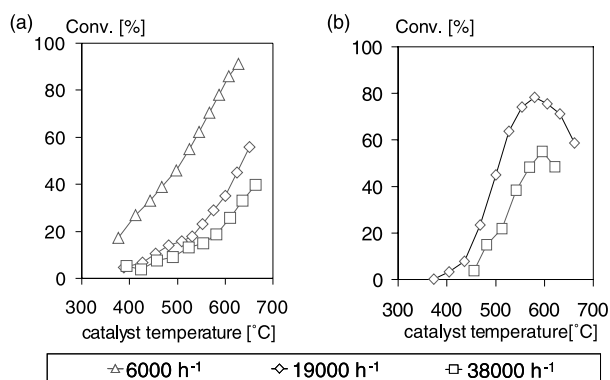 (a) Conv. [%]
100
80
60
40
20
0
300 400 500 600 700
catalyst temperature [˚C]
(b) Conv. [%]
100
80
60
40
20
0
300 400 500 600 700
catalyst temperature[˚C]
6000 h⁻¹ 19000 h⁻¹ 38000 h⁻¹